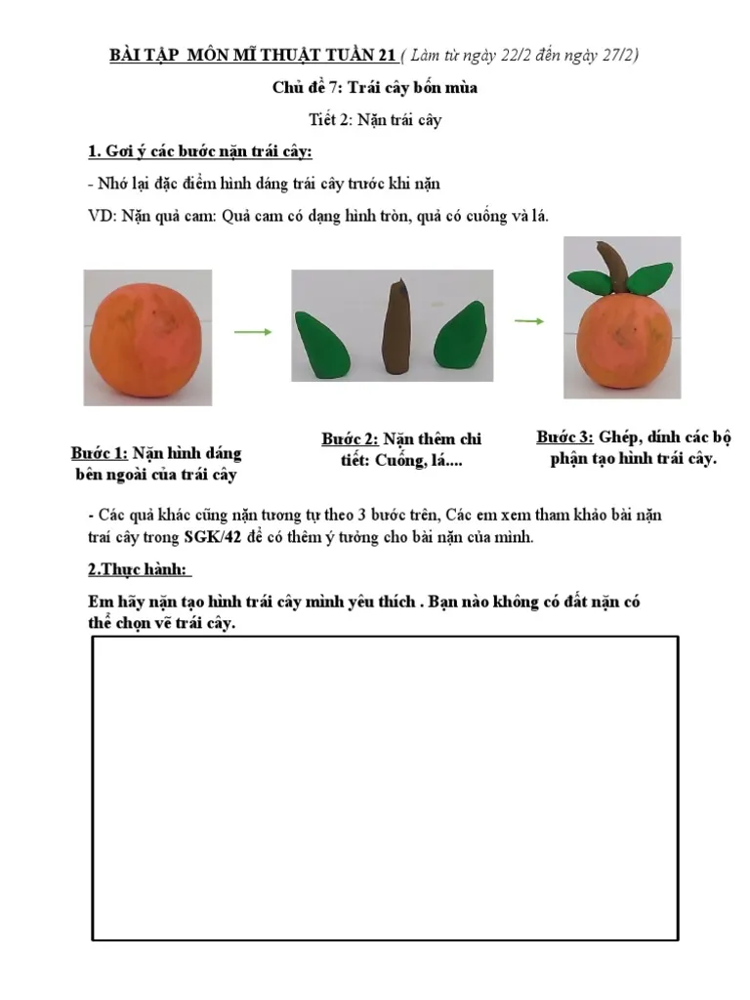 BÀI TẬP MÔN MĨ THUẬT TUẦN 21 ( Làm từ ngày 22/2 đến ngày 27/2)
Chủ đề 7: Trái cây bốn mùa
Tiết 2: Nặn trái cây
1. Gơi ý các bước nặn trái cây:
- Nhớ lại đặc điểm hình dáng trái cây trước khi nặn
VD: Nặn quả cam: Quả cam có dạng hình tròn, quả có cuống và lá.
Bước 1: Nặn hình dáng
bên ngoài của trái cây
Bước 2: Nặn thêm chi
tiết: Cuống, lá....
Bước 3: Ghép, dính các bộ
phận tạo hình trái cây.
- Các quả khác cũng nặn tương tự theo 3 bước trên, Các em xem tham khảo bài nặn
traí cây trong SGK/42 để có thêm ý tưởng cho bài nặn của mình.
2.Thực hành:
Em hãy nặn tạo hình trái cây mình yêu thích . Bạn nào không có đất nặn có
thể chọn vẽ trái cây.